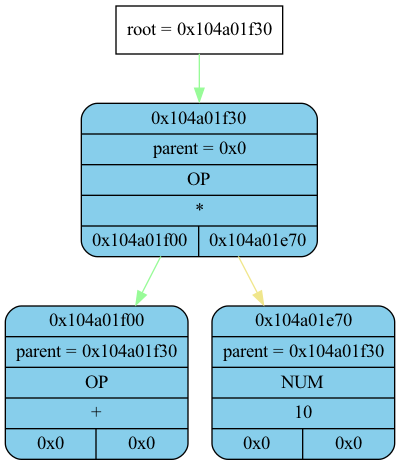 root = 0x104a01f30
0x104a01f30
parent = 0x0
OP
*
0x104a01f00 0x104a01e70
0x104a01f00
parent = 0x104a01f30
OP
+
0x0 0x0
0x104a01e70
parent = 0x104a01f30
NUM
10
0x0 0x0